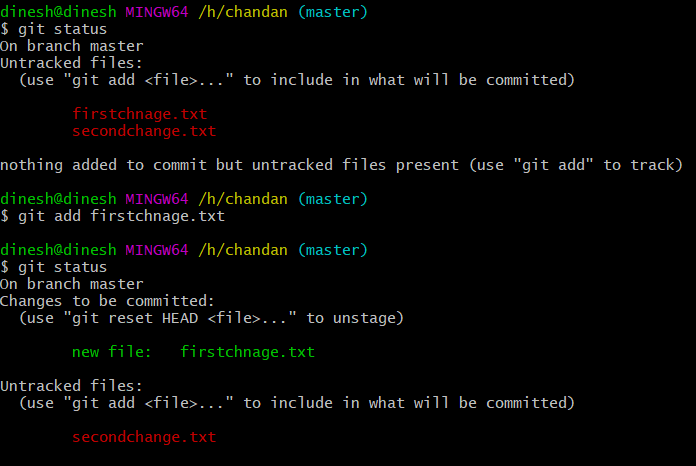 dinesh@dinesh MINGW64 /h/chandan (master)
$ git status
On branch master
Untracked files:
  (use "git add <file>..." to include in what will be committed)
        firstchnage.txt
        secondchange.txt
nothing added to commit but untracked files present (use "git add" to track)
dinesh@dinesh MINGW64 /h/chandan (master)
$ git add firstchnage.txt
dinesh@dinesh MINGW64 /h/chandan (master)
$ git status
On branch master
Changes to be committed:
  (use "git reset HEAD <file>..." to unstage)
        new file:   firstchnage.txt
Untracked files:
  (use "git add <file>..." to include in what will be committed)
        secondchange.txt